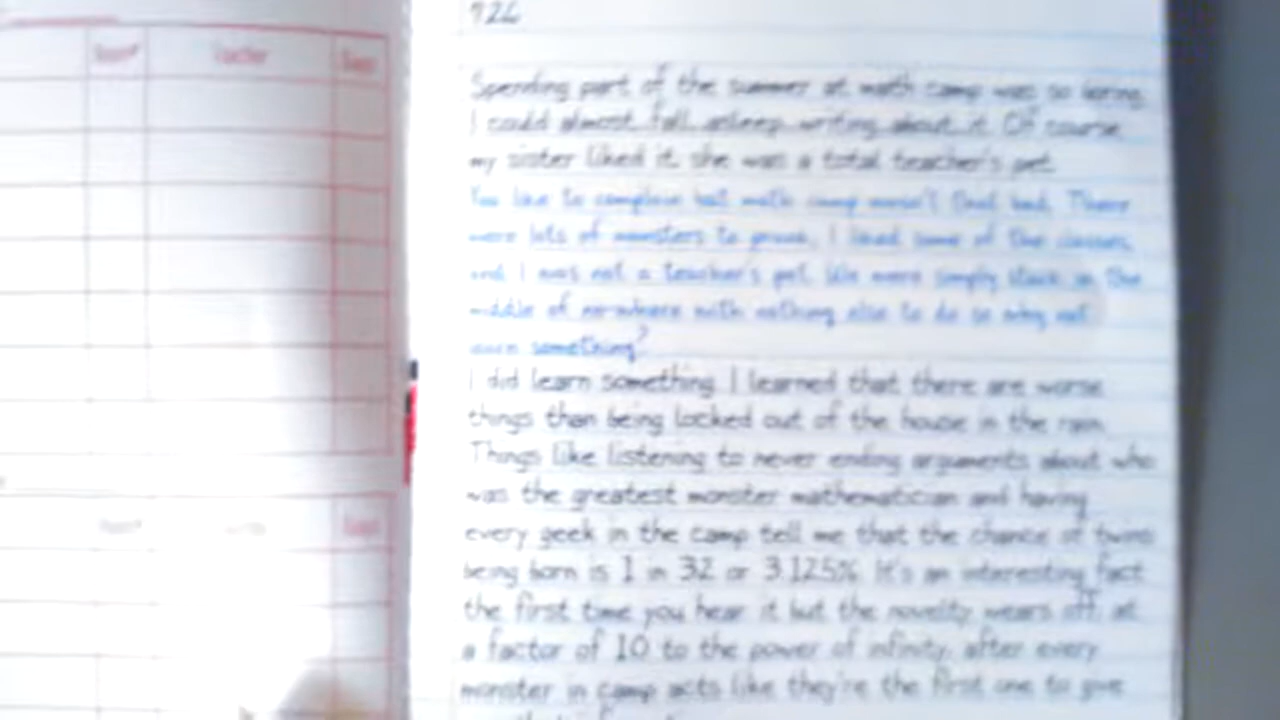 Room#
Teacher
926
Spending part of the summer at math camp was so boring
I could almost fall asleep writing about it. Of course
my sister liked it, she was a total teacher's pet.
You like to complain but math camp wasn't that bad. There
were lots of monsters to prank, I liked some of the classes,
and I was not a teacher's pet. We were simply stuck in the
middle of no-where with nothing else to do so why not
learn something?
I did learn something. I learned that there are worse
things than being locked out of the house in the rain.
Things like listening to never ending arguments about who
was the greatest monster mathematician and having
every geek in the camp tell me that the chance of twins
being born is 1 in 32 or 3.125%. It's an interesting fact
the first time you hear it but the novelty wears off, at
a factor of 10 to the power of infinity, after every
monster in camp acts like they're the first one to give